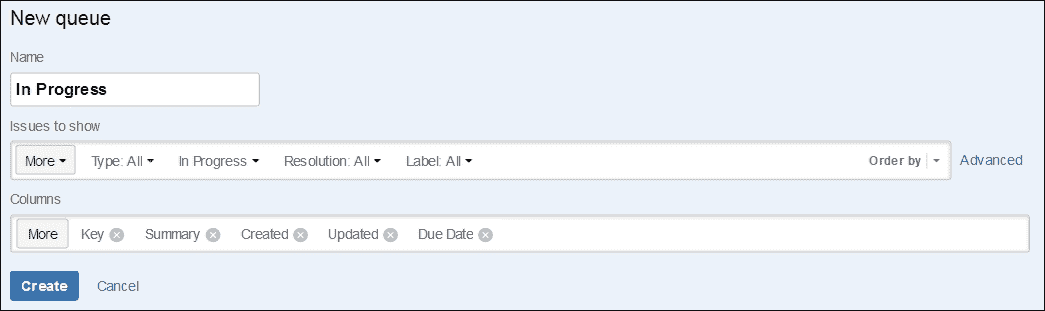 New queue
Name
In Progress
Issues to show
More Type: All In Progress Resolution: All Label: All Order by Advanced
Columns
More Key Summary Created Updated Due Date
Create Cancel